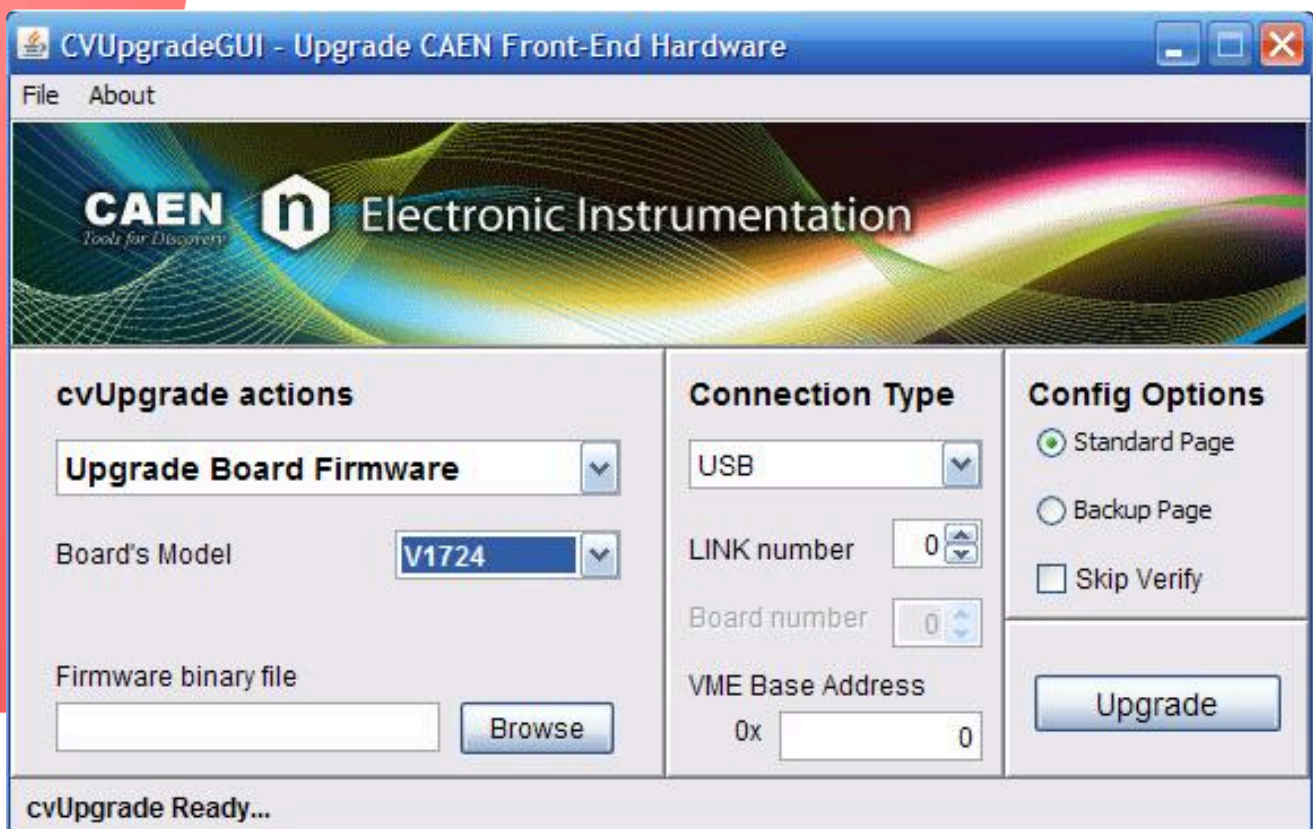 CVUpgradeGUI - Upgrade CAEN Front-End Hardware
File About
CAEN
Tools for Discovery
n Electronic Instrumentation
cvUpgrade actions
Upgrade Board Firmware
Board's Model V1724
Firmware binary file
Browse
Connection Type
USB
LINK number 0
Board number 0
VME Base Address
0x 0
Config Options
Standard Page
Backup Page
Skip Verify
Upgrade
cvUpgrade Ready...